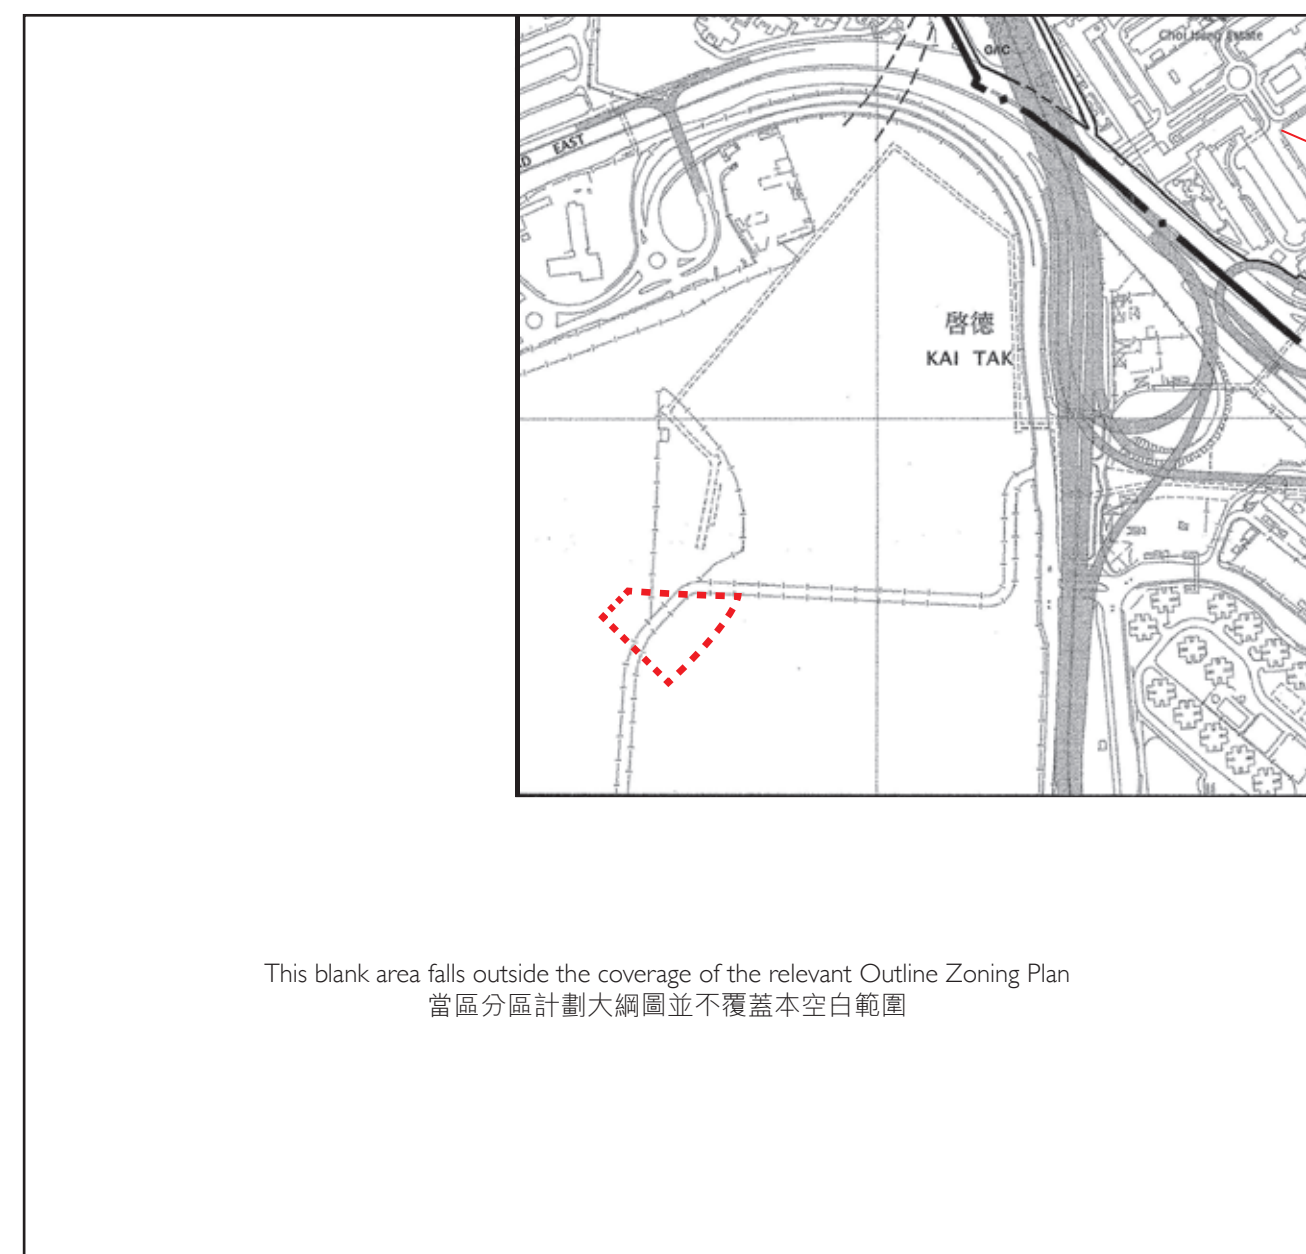 Choi Hung Estate
GIC
RD EAST
啓德
KAI TAK
This blank area falls outside the coverage of the relevant Outline Zoning Plan
當區分區計劃大綱圖並不覆蓋本空白範圍